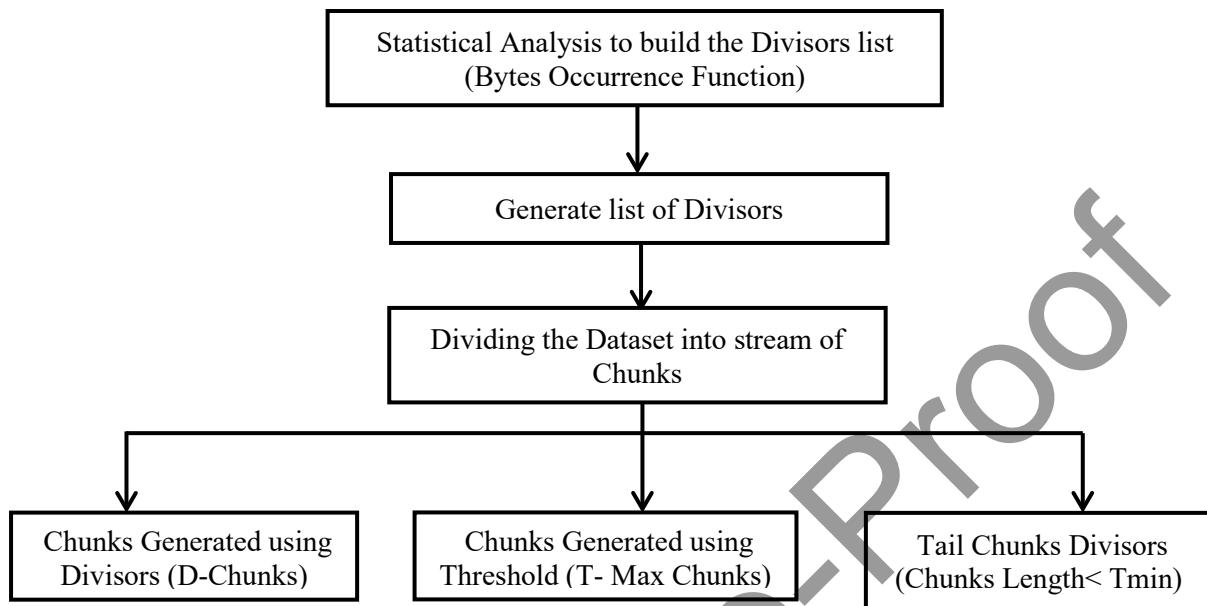 Statistical Analysis to build the Divisors list
(Bytes Occurrence Function)
Generate list of Divisors
Dividing the Dataset into stream of
Chunks
Chunks Generated using
Divisors (D-Chunks)
Chunks Generated using
Threshold (T- Max Chunks)
Tail Chunks Divisors
(Chunks Length< Tmin)
-Proof